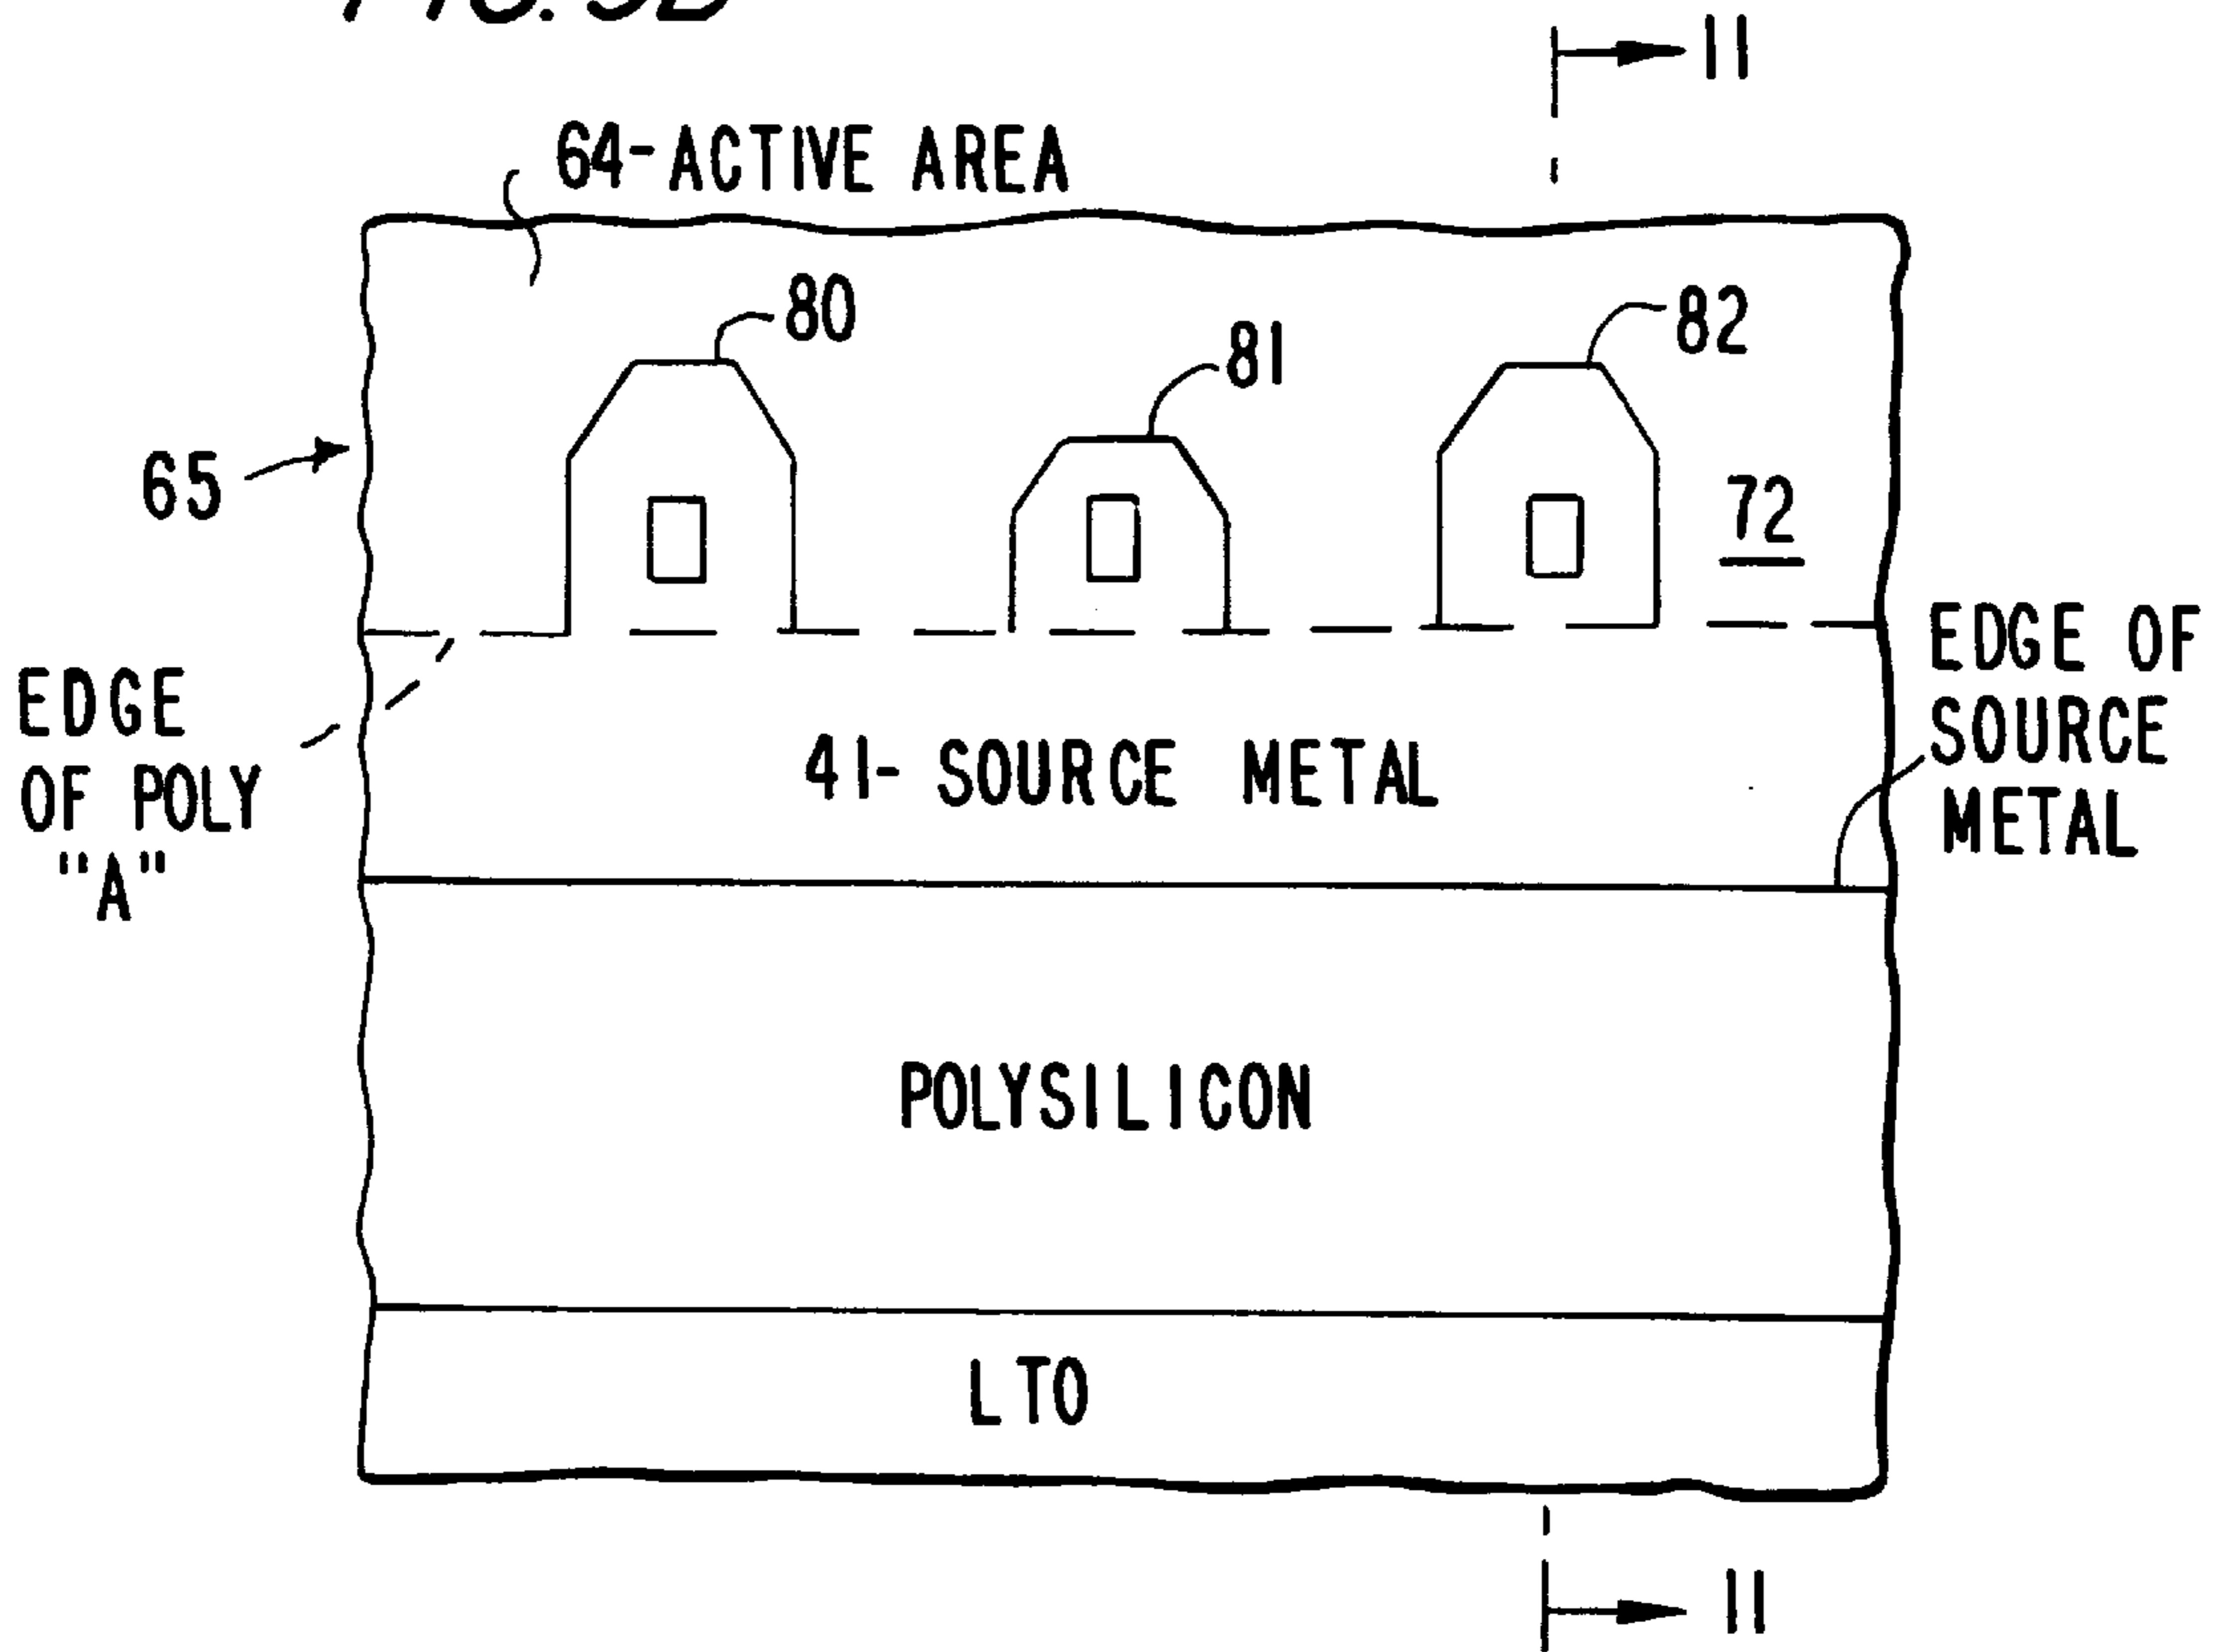 11
64-ACTIVE AREA
80
81
82
65
72
EDGE
OF POLY
"A"
EDGE OF
SOURCE
METAL
41- SOURCE METAL
POLYSILICON
LTO
11